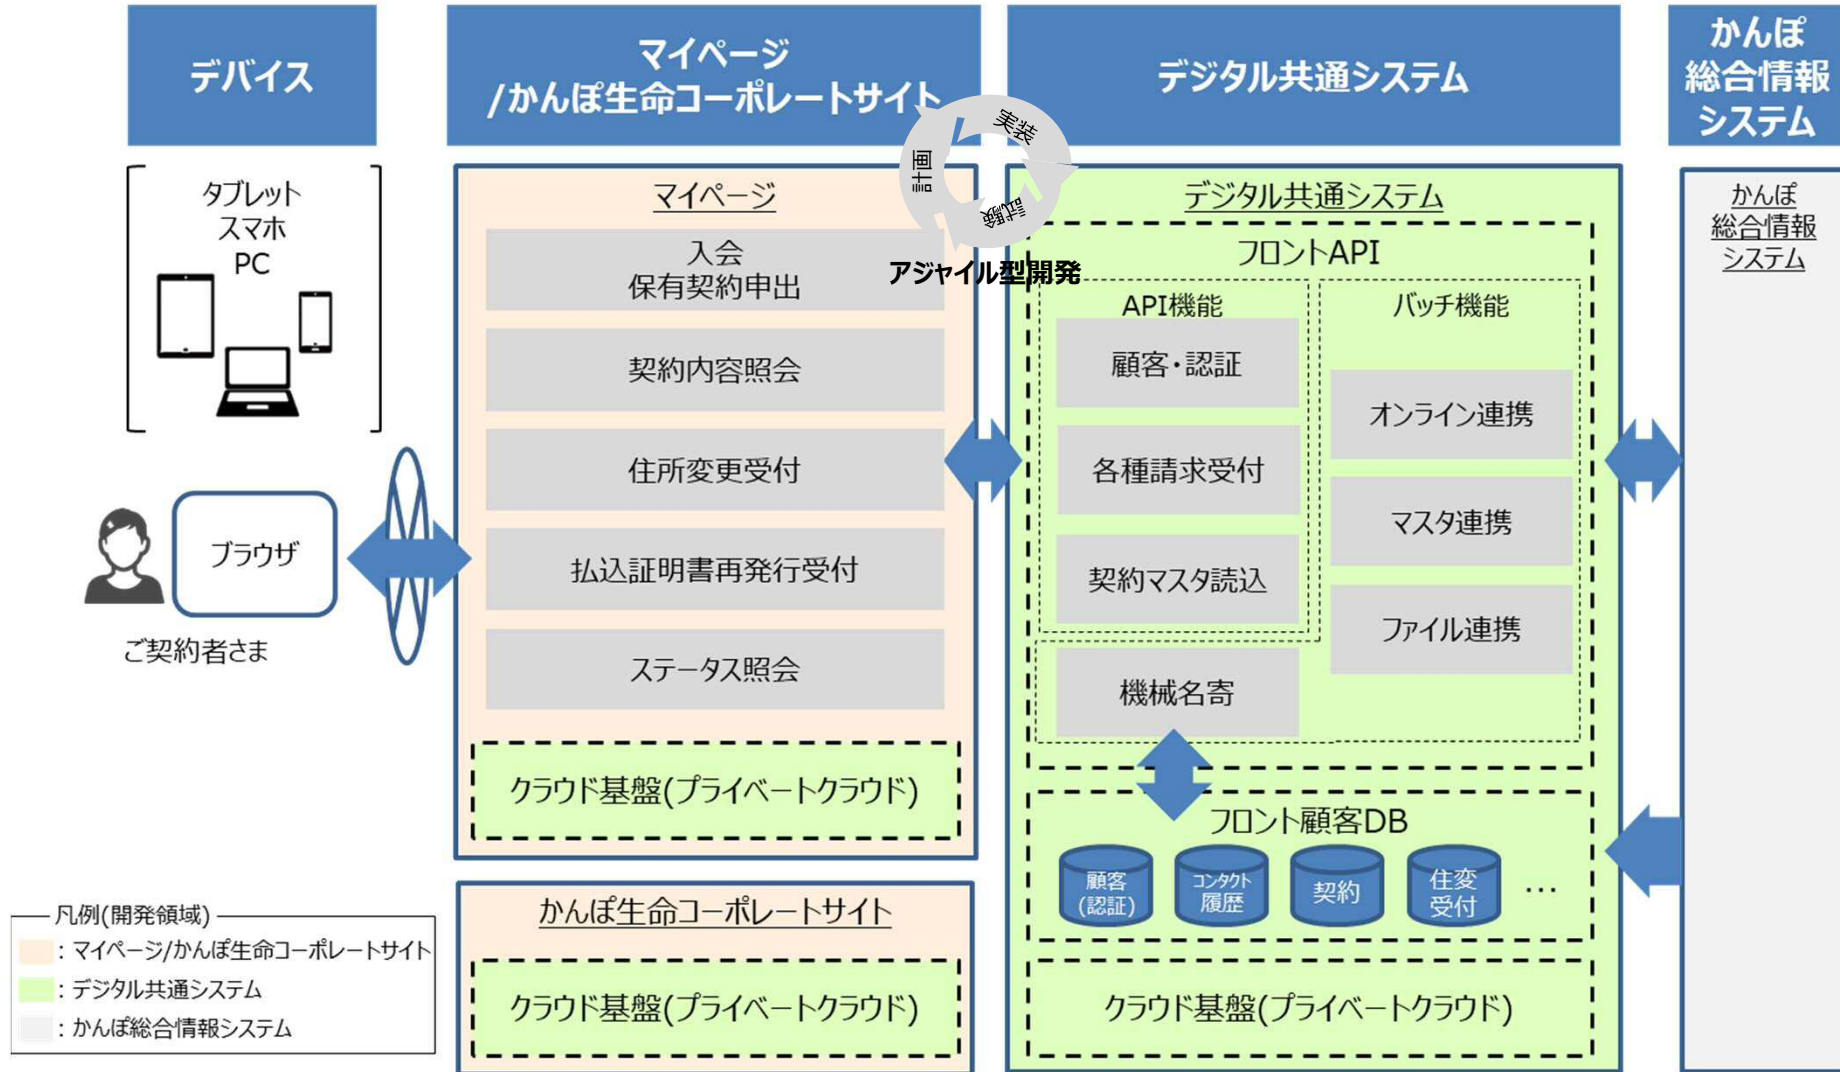 デバイス
マイページ
/かんぽ生命コーポレートサイト
デジタル共通システム
かんぽ
総合情報
システム
タブレット
スマホ
PC
ブラウザ
ご契約者さま
計画
実装
試験
アジャイル型開発
マイページ
入会
保有契約申出
契約内容照会
住所変更受付
払込証明書再発行受付
ステータス照会
クラウド基盤(プライベートクラウド)
かんぽ生命コーポレートサイト
クラウド基盤(プライベートクラウド)
デジタル共通システム
フロントAPI
API機能
顧客・認証
各種請求受付
契約マスタ読込
機械名寄
バッチ機能
オンライン連携
マスタ連携
ファイル連携
フロント顧客DB
顧客
(認証)
コンタクト
履歴
契約
住変
受付
…
クラウド基盤(プライベートクラウド)
かんぽ
総合情報
システム
凡例(開発領域)
：マイページ/かんぽ生命コーポレートサイト
：デジタル共通システム
：かんぽ総合情報システム